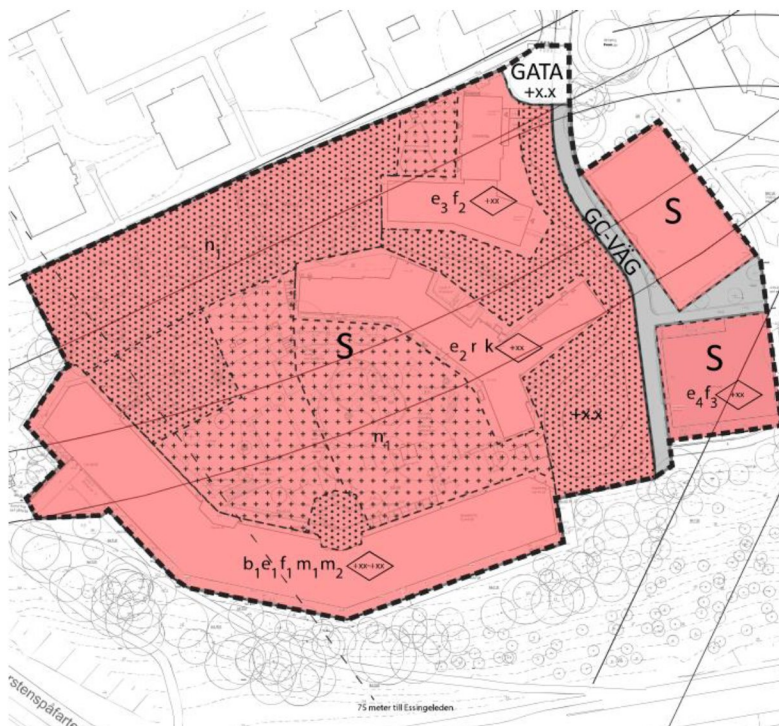 GATA
+x.x
S
e3 f2 +xx
GC-VÄG
n1
S
S
e2 r k +xx
e4 f3 +xx
+x.x
n1
b1 e1 f1 m1 m2 +xx-+xx
rstenspåfarte
75 meter till Essingeleden